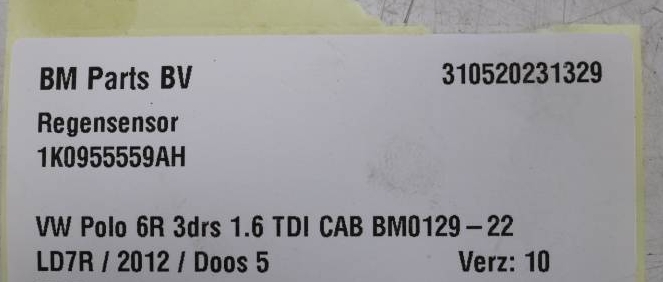 BM Parts BV 310520231329
Regensensor
1K0955559AH
VW Polo 6R 3drs 1.6 TDI CAB BM0129-22
LD7R / 2012 / Doos 5 Verz: 10